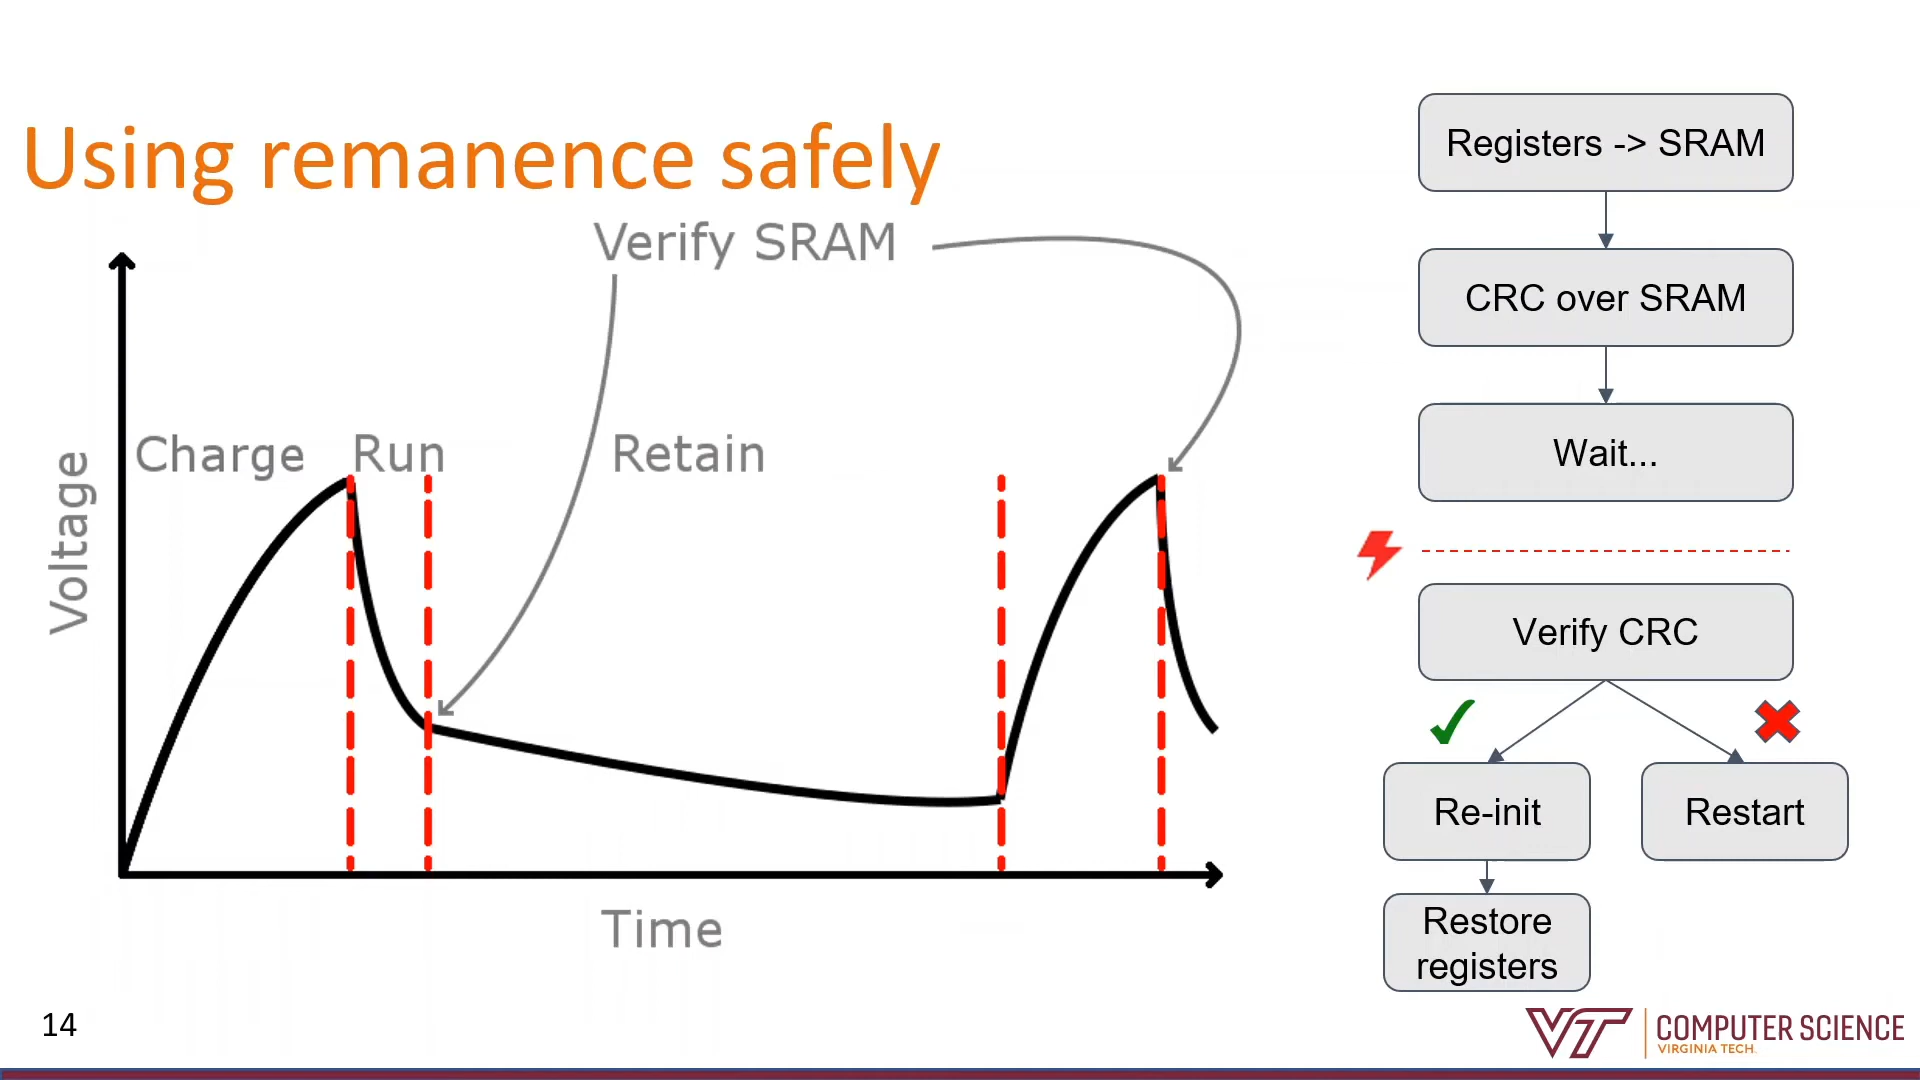 Using remanence safely
Verify SRAM
Charge
Run
Retain
Voltage
Time
Registers -> SRAM
CRC over SRAM
Wait...
Verify CRC
Re-init
Restart
Restore
registers
14
VT
COMPUTER SCIENCE
VIRGINIA TECH.